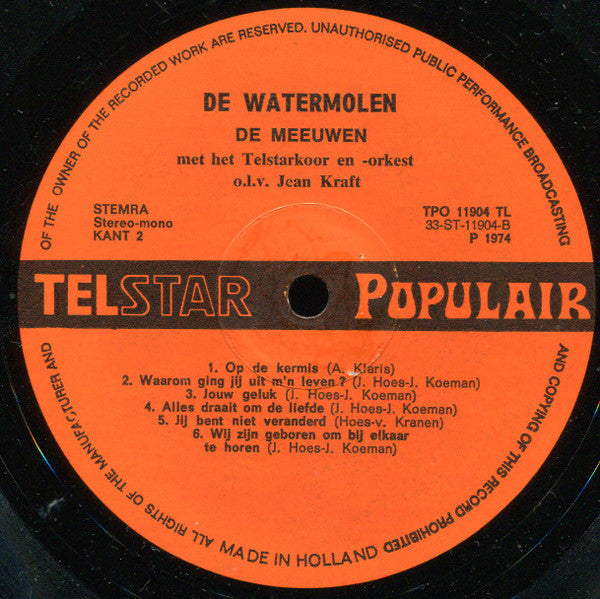 ALL RIGHTS OF THE MANUFACTURER AND OF THE OWNER OF THE RECORDED WORK ARE RESERVED. UNAUTHORISED PUBLIC PERFORMANCE BROADCASTING AND COPYING OF THIS RECORD PROHIBITED
DE WATERMOLEN
DE MEEUWEN
met het Telstarkoor en -orkest
o.l.v. Jean Kraft
STEMRA
Stereo-mono
KANT 2
TPO 11904 TL
33-ST-11904-B
P 1974
TELSTAR POPULAIR
1. Op de kermis (A. Klaris)
2. Waarom ging jij uit m'n leven? (J. Hoes-J. Koeman)
3. Jouw geluk (J. Hoes-J. Koeman)
4. Alles draait om de liefde (J. Hoes-J. Koeman)
5. Jij bent niet veranderd (Hoes-v. Kranen)
6. Wij zijn geboren om bij elkaar
te horen (J. Hoes-J. Koeman)
MADE IN HOLLAND